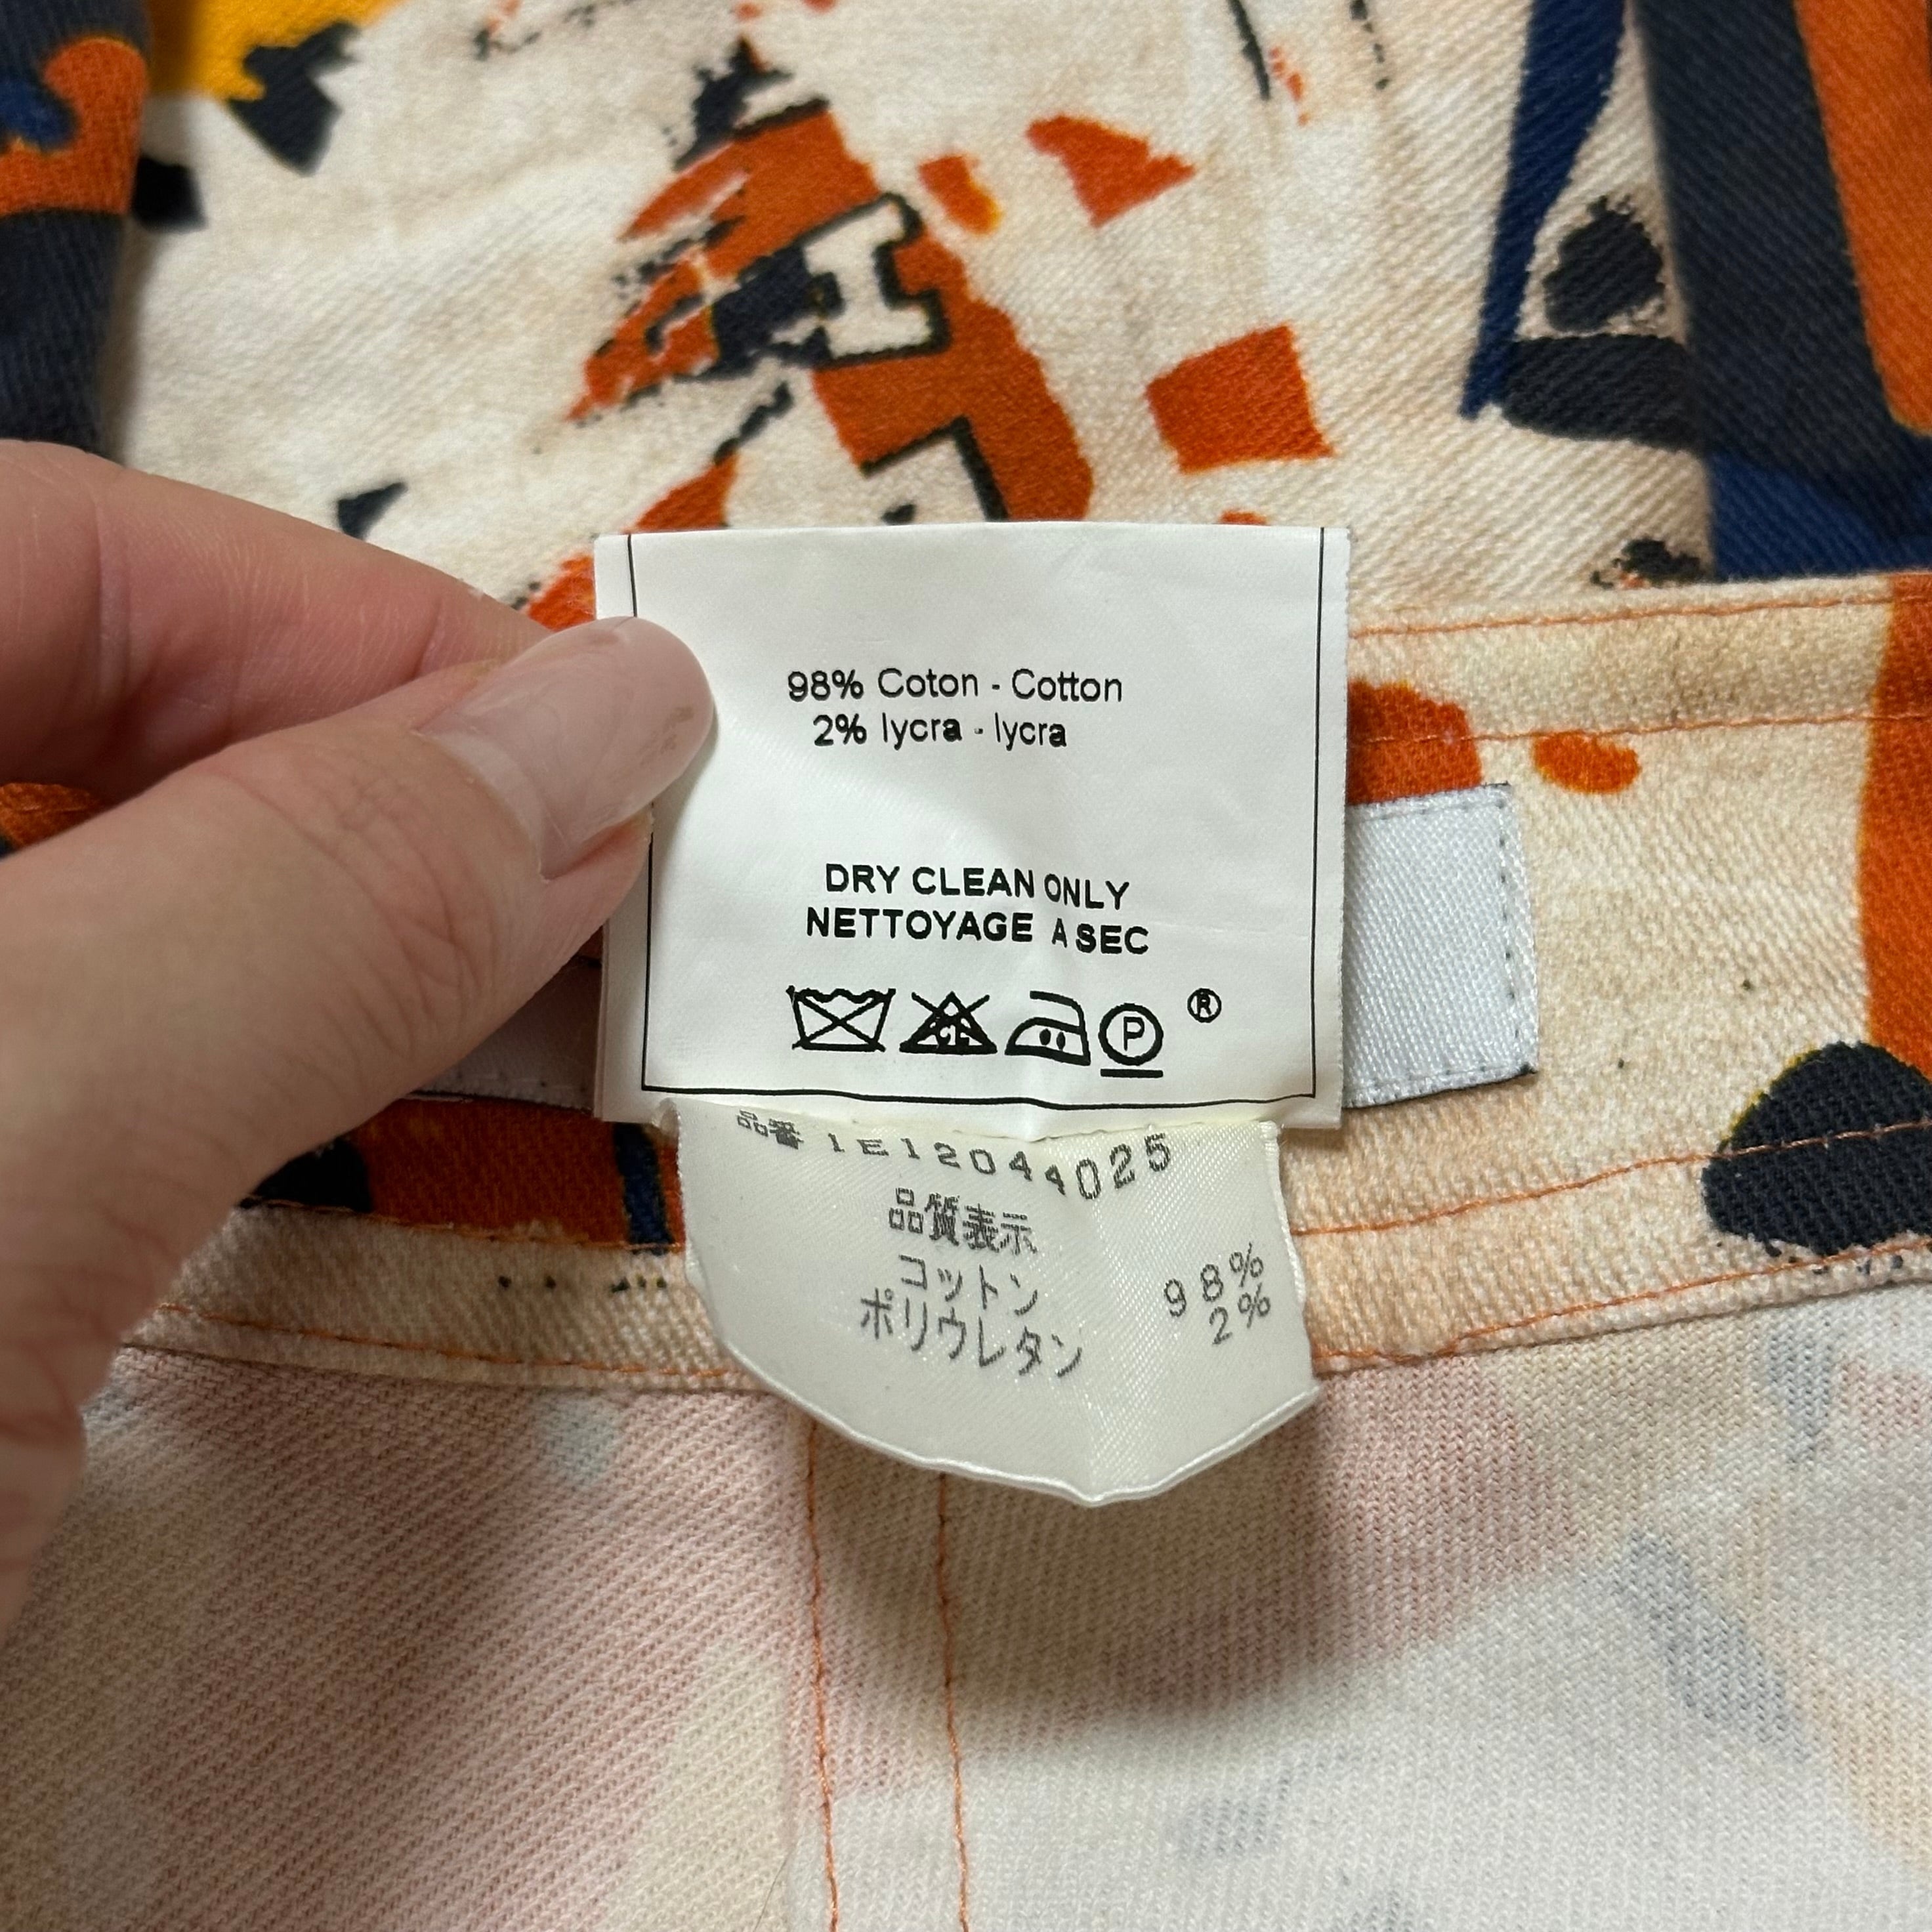 98% Coton - Cotton
2% lycra - lycra
DRY CLEAN ONLY
NETTOYAGE A SEC
CL P ®
品番 1E12044025
品質表示
コットン 98%
ポリウレタン 2%